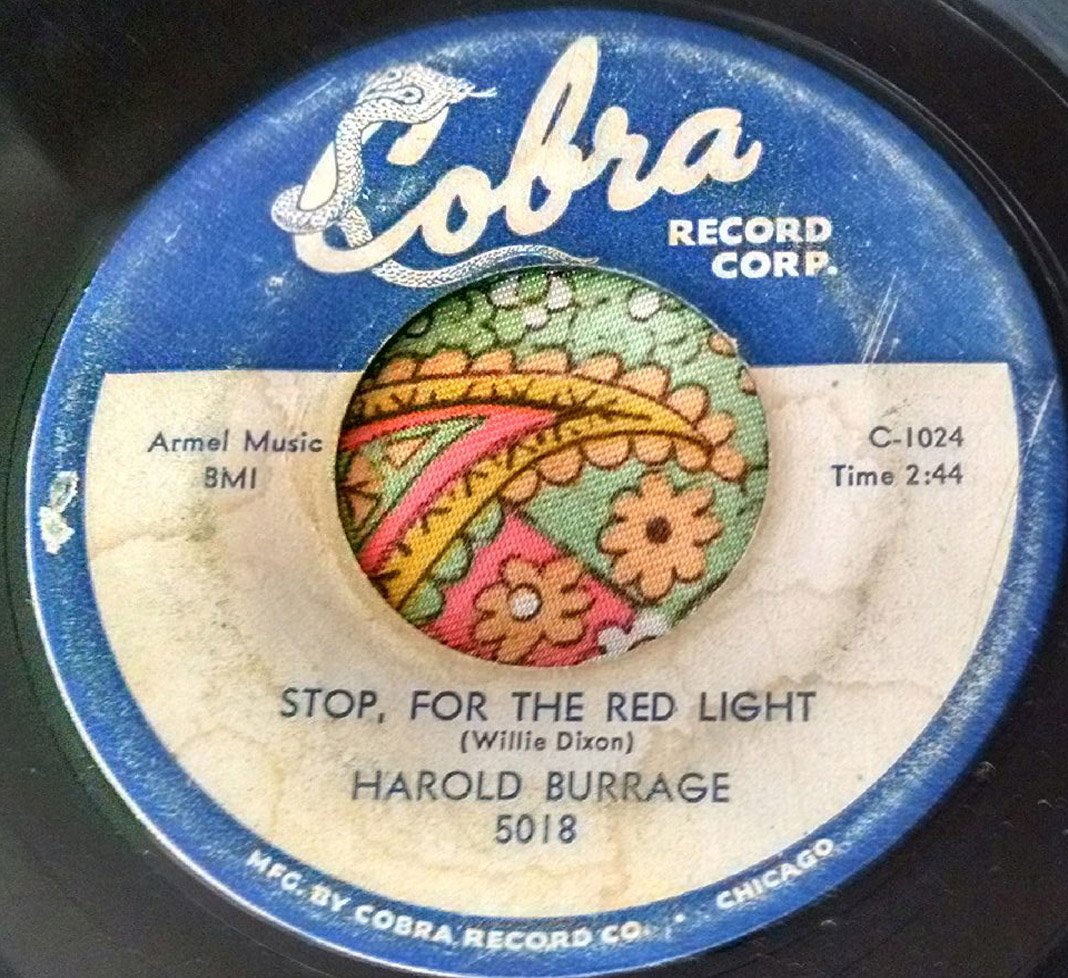 Cobra
RECORD
CORP.
Armel Music
BMI
C-1024
Time 2:44
STOP, FOR THE RED LIGHT
(Willie Dixon)
HAROLD BURRAGE
5018
MFG. BY COBRA RECORD CO. • CHICAGO